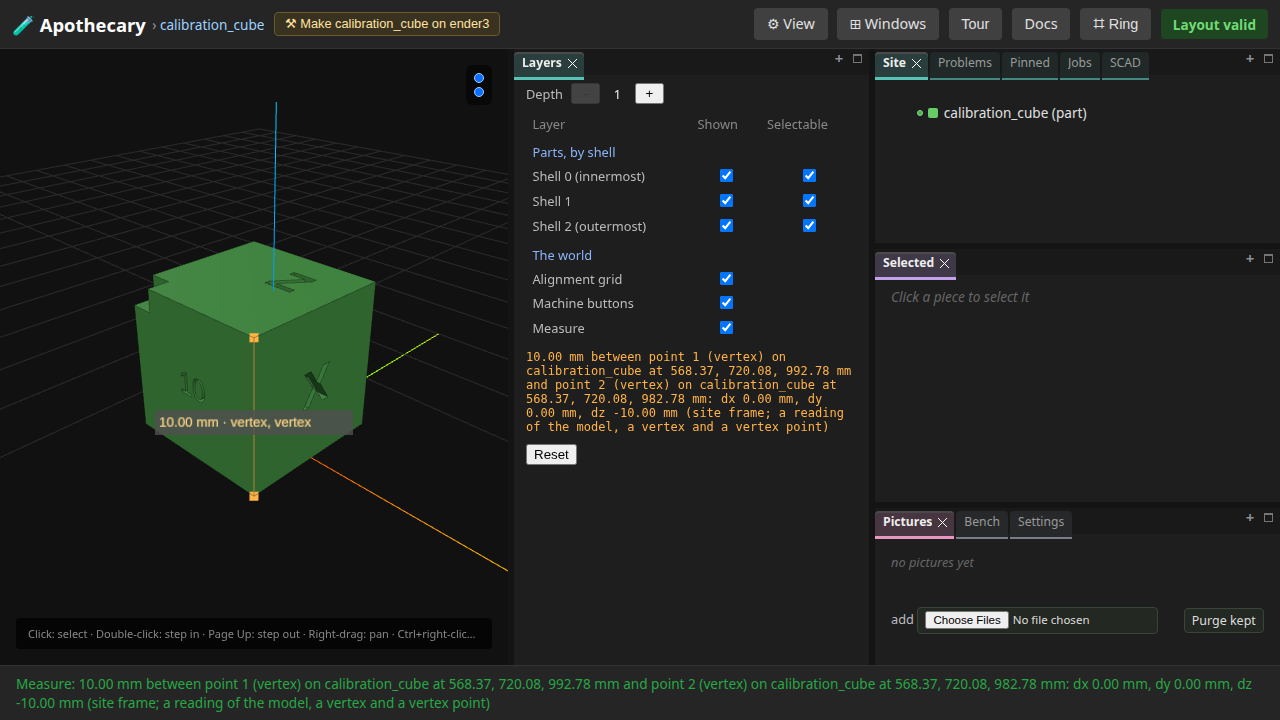 🧪 Apothecary › calibration_cube ⚒ Make calibration_cube on ender3 ⚙ View ⊞ Windows Tour Docs ⌗ Ring Layout valid
Z
10
X
10.00 mm · vertex, vertex
Click: select · Double-click: step in · Page Up: step out · Right-drag: pan · Ctrl+right-clic...
Layers
Depth - 1 +
Layer Shown Selectable
Parts, by shell
Shell 0 (innermost)
Shell 1
Shell 2 (outermost)
The world
Alignment grid
Machine buttons
Measure
10.00 mm between point 1 (vertex) on
calibration_cube at 568.37, 720.08, 992.78 mm
and point 2 (vertex) on calibration_cube at
568.37, 720.08, 982.78 mm: dx 0.00 mm, dy
0.00 mm, dz -10.00 mm (site frame; a reading
of the model, a vertex and a vertex point)
Reset
Site Problems Pinned Jobs SCAD
calibration_cube (part)
Selected
Click a piece to select it
Pictures Bench Settings
no pictures yet
add Choose Files No file chosen Purge kept
Measure: 10.00 mm between point 1 (vertex) on calibration_cube at 568.37, 720.08, 992.78 mm and point 2 (vertex) on calibration_cube at 568.37, 720.08, 982.78 mm: dx 0.00 mm, dy 0.00 mm, dz
-10.00 mm (site frame; a reading of the model, a vertex and a vertex point)